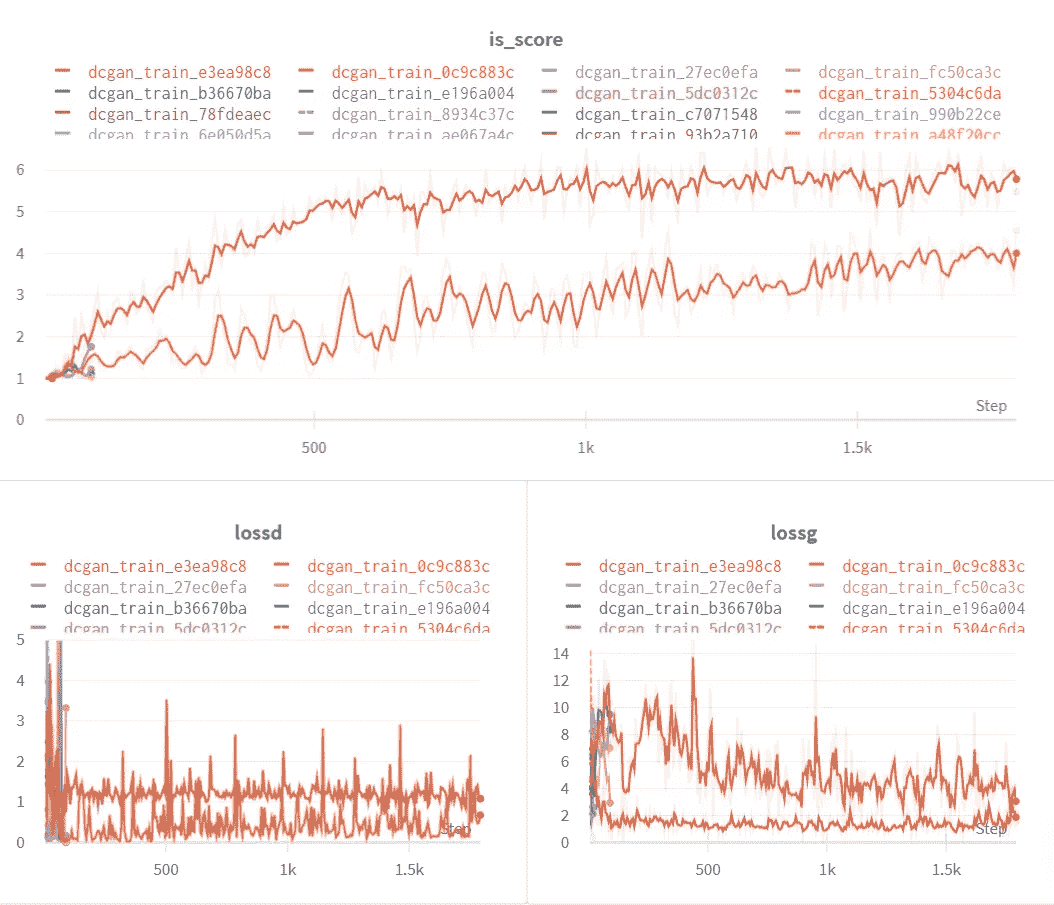 is_score
dcgan_train_e3ea98c8 dcgan_train_0c9c883c dcgan_train_27ec0efa dcgan_train_fc50ca3c
dcgan_train_b36670ba dcgan_train_e196a004 dcgan_train_5dc0312c dcgan_train_5304c6da
dcgan_train_78fdeaec dcgan_train_8934c37c dcgan_train_c7071548 dcgan_train_990b22ce
dcgan_train_6e050d5a dcgan_train_ae067a4c dcgan_train_93b2a710 dcgan_train_a48f20cc
6
5
4
3
2
1
0
Step
500 1k 1.5k
lossd
dcgan_train_e3ea98c8 dcgan_train_0c9c883c
dcgan_train_27ec0efa dcgan_train_fc50ca3c
dcgan_train_b36670ba dcgan_train_e196a004
dcgan_train_5dc0312c dcgan_train_5304c6da
5
4
3
2
1
0
Step
500 1k 1.5k
lossg
dcgan_train_e3ea98c8 dcgan_train_0c9c883c
dcgan_train_27ec0efa dcgan_train_fc50ca3c
dcgan_train_b36670ba dcgan_train_e196a004
dcgan_train_5dc0312c dcgan_train_5304c6da
14
12
10
8
6
4
2
0
Step
500 1k 1.5k